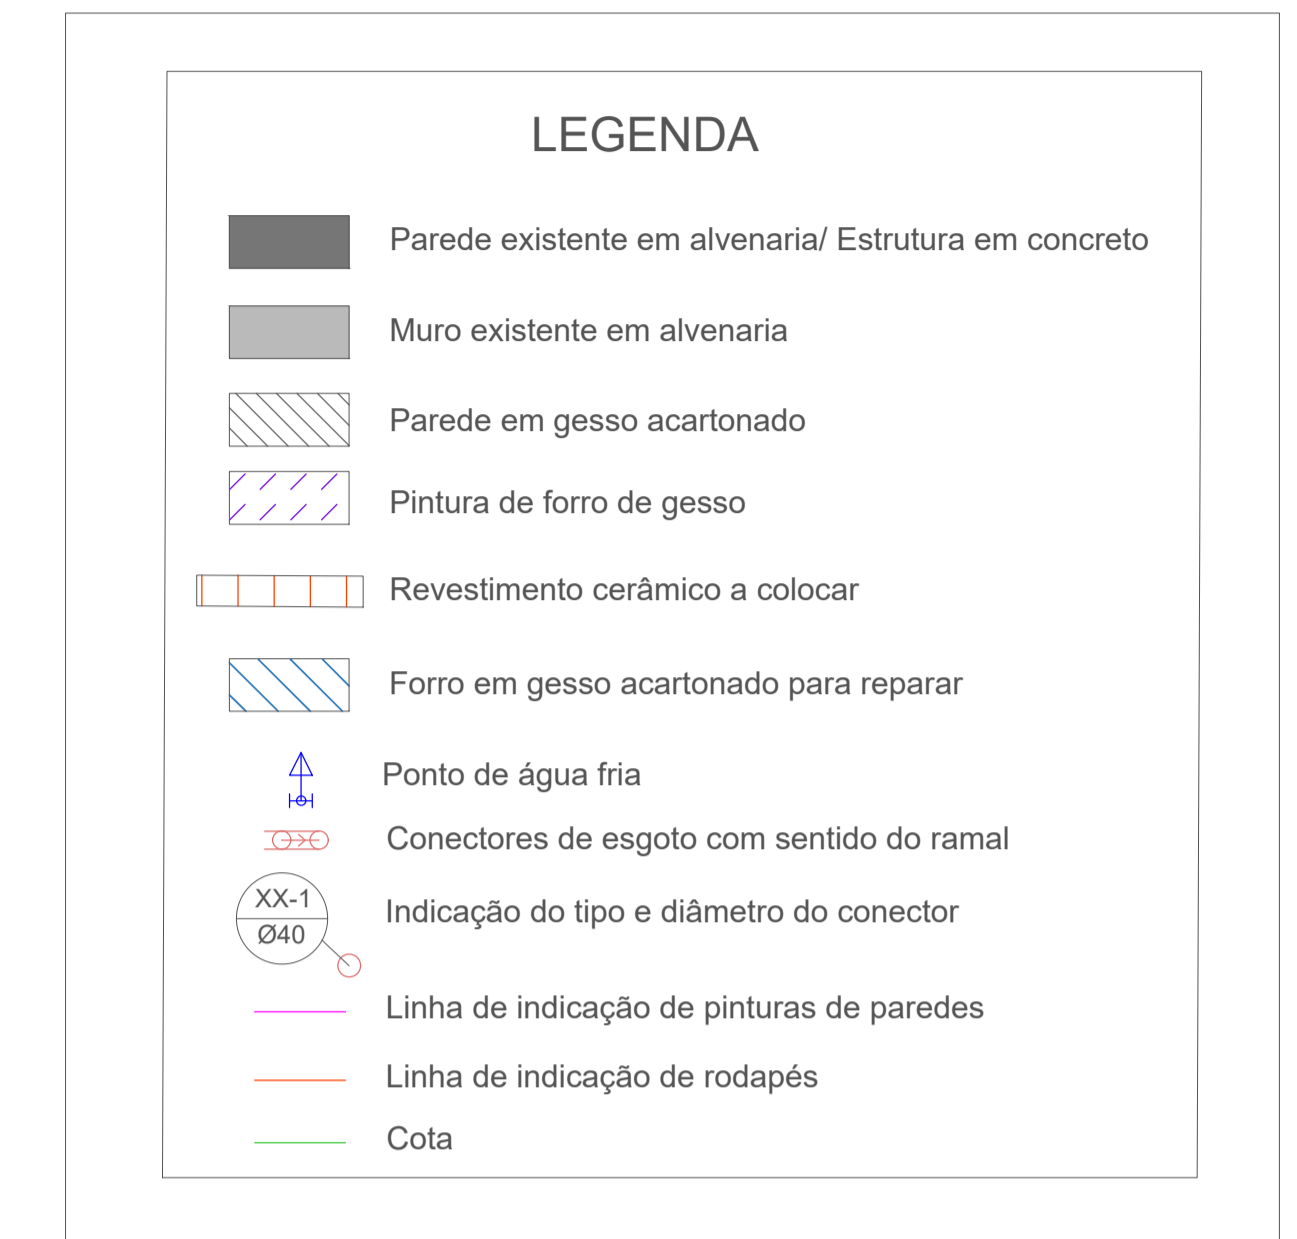 LEGENDA
Parede existente em alvenaria/ Estrutura em concreto
Muro existente em alvenaria
Parede em gesso acartonado
Pintura de forro de gesso
Revestimento cerâmico a colocar
Forro em gesso acartonado para reparar
Ponto de água fria
Conectores de esgoto com sentido do ramal
XX-1
Ø40
Indicação do tipo e diâmetro do conector
Linha de indicação de pinturas de paredes
Linha de indicação de rodapés
Cota